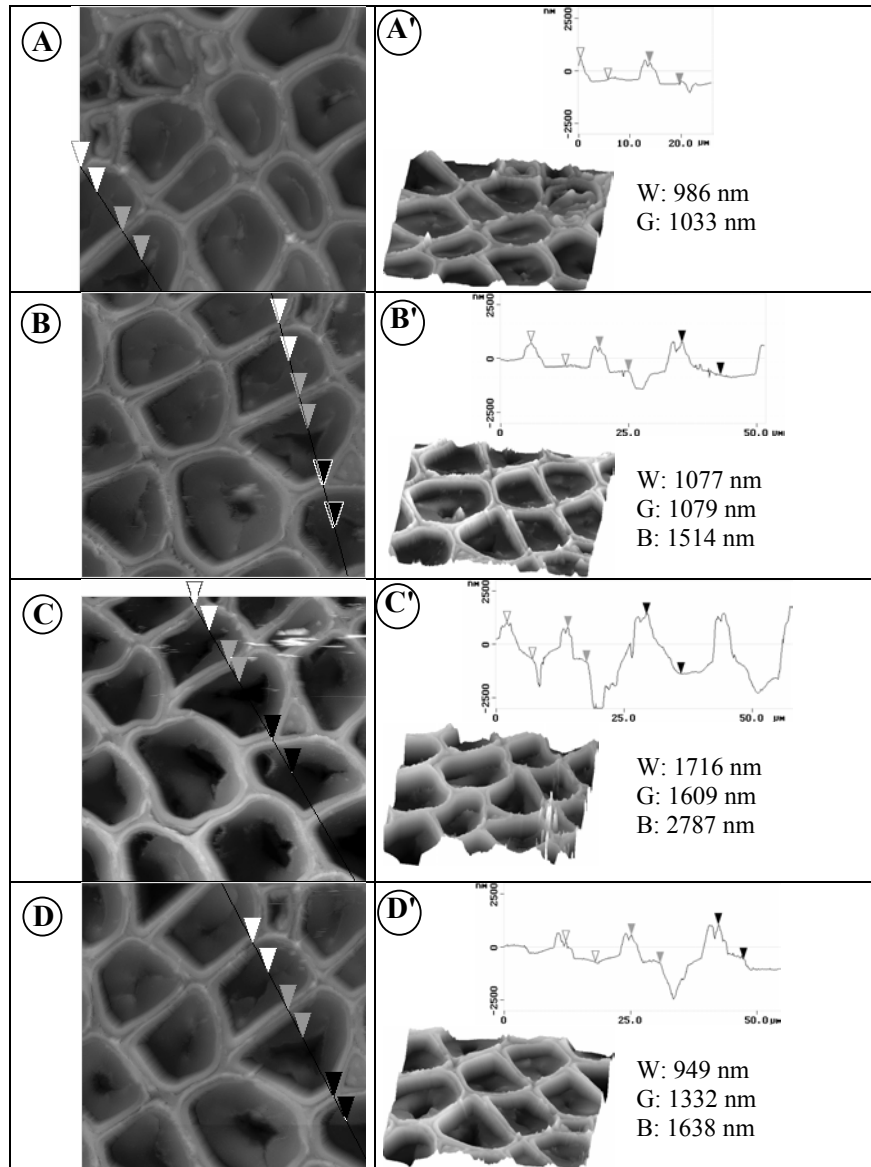 A
A'
nM
2500
0
-2500
0
10.0
20.0
µM
W: 986 nm
G: 1033 nm
B
B'
nM
2500
0
-2500
0
25.0
50.0
µM
W: 1077 nm
G: 1079 nm
B: 1514 nm
C
C'
2500
0
-2500
0
25.0
50.0
µM
W: 1716 nm
G: 1609 nm
B: 2787 nm
D
D'
nM
2500
0
-2500
0
25.0
50.0
µM
W: 949 nm
G: 1332 nm
B: 1638 nm